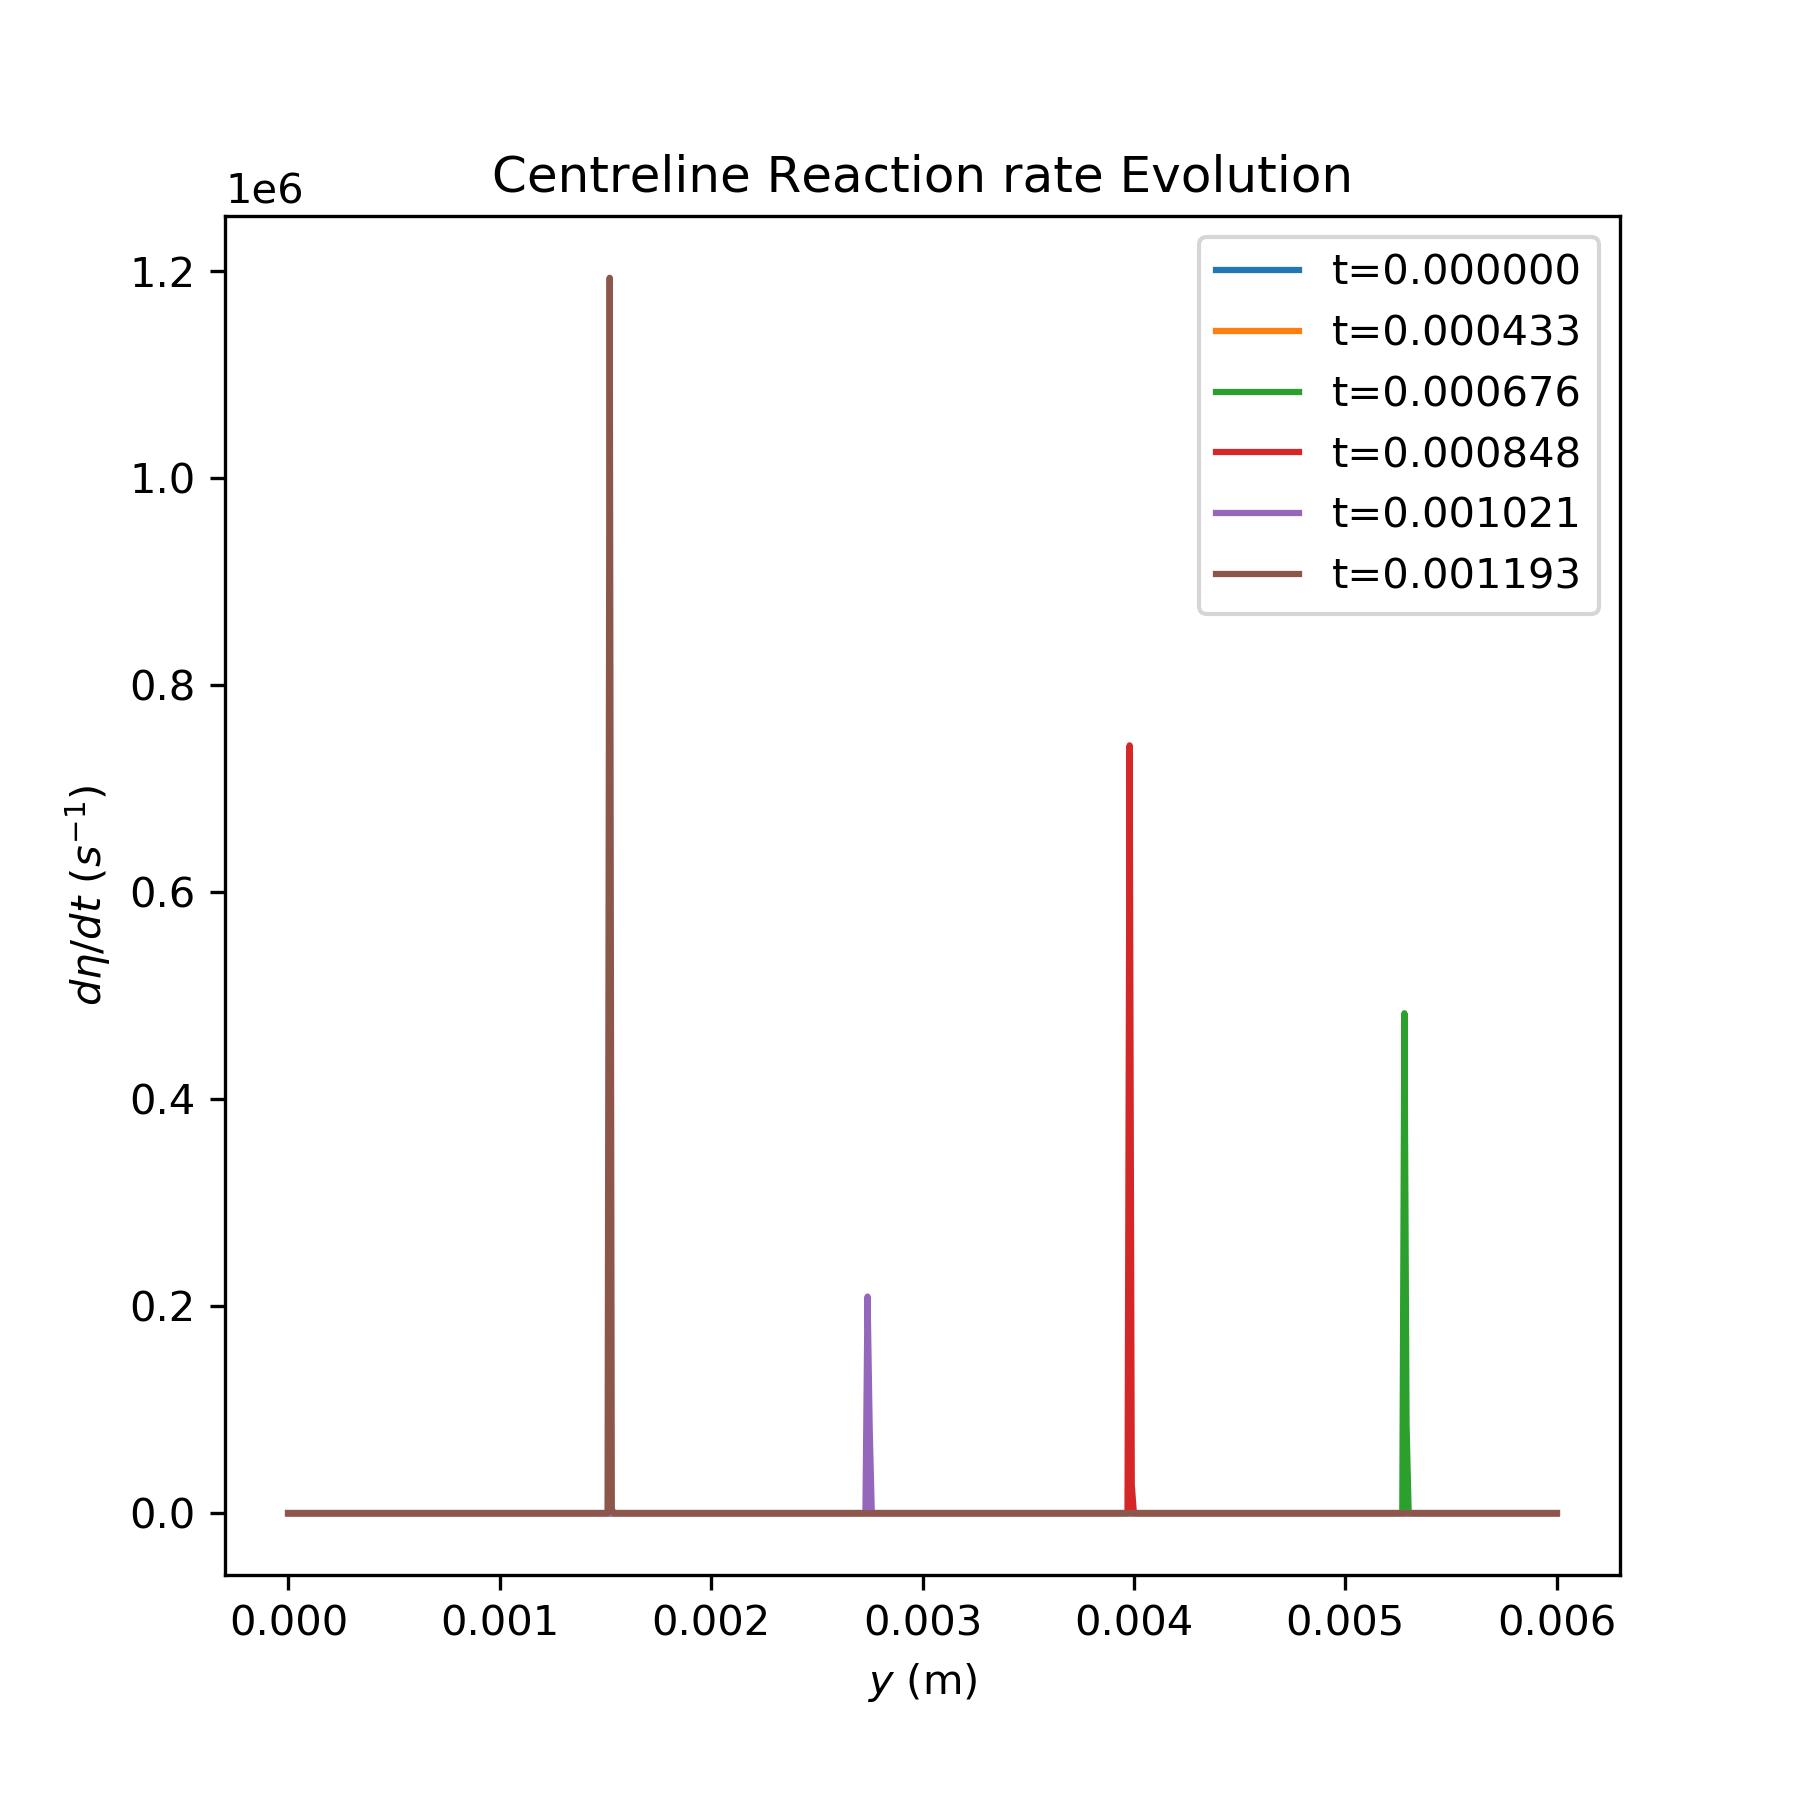 Centreline Reaction rate Evolution
1e6
1.2
1.0
0.8
0.6
0.4
0.2
0.0
dη/dt (s⁻¹)
t=0.000000
t=0.000433
t=0.000676
t=0.000848
t=0.001021
t=0.001193
0.000 0.001 0.002 0.003 0.004 0.005 0.006
y (m)